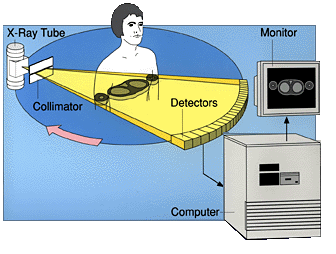 X-Ray Tube
Monitor
Collimator
Detectors
Computer